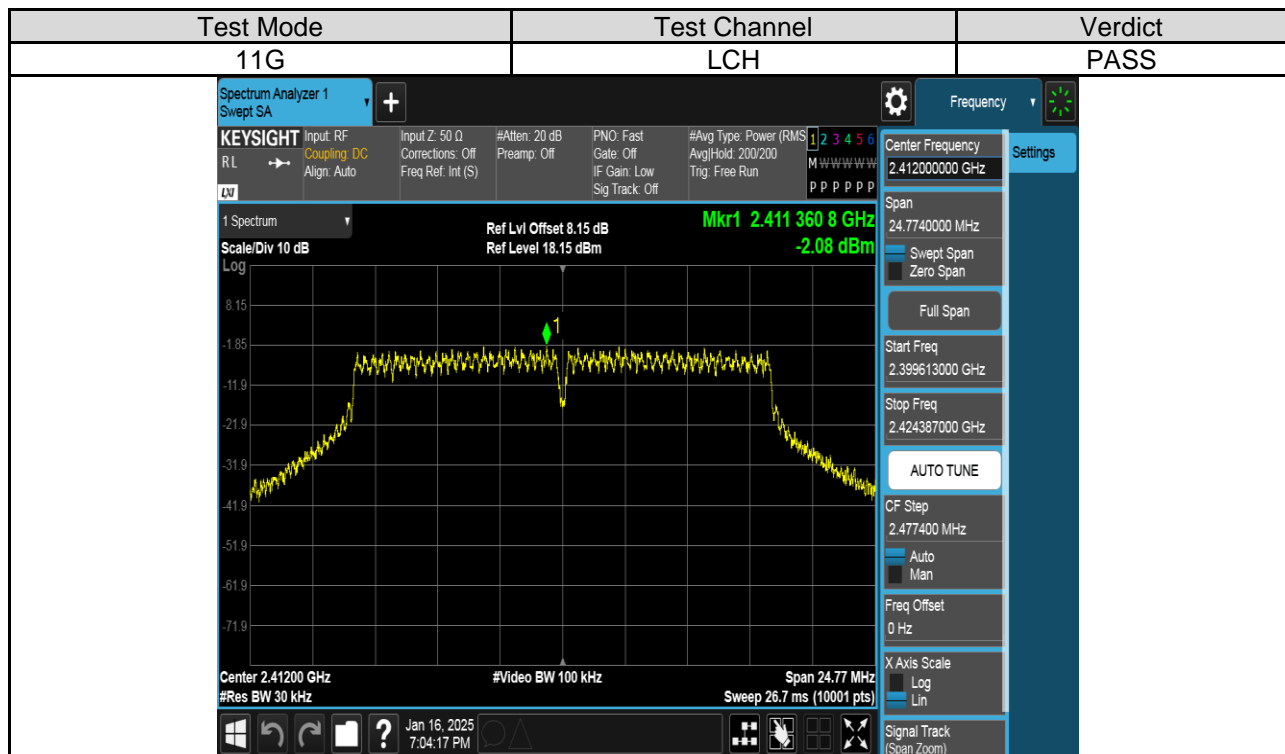 Test Mode Test Channel Verdict
11G LCH PASS
Spectrum Analyzer 1
Swept SA
+
Frequency
KEYSIGHT
R L
LXI
Input: RF
Coupling: DC
Align: Auto
Input Z: 50 Ω
Corrections: Off
Freq Ref: Int (S)
#Atten: 20 dB
Preamp: Off
PNO: Fast
Gate: Off
IF Gain: Low
Sig Track: Off
#Avg Type: Power (RMS
Avg|Hold: 200/200
Trig: Free Run
1 2 3 4 5 6
M W W W W W
P P P P P P
1 Spectrum
Scale/Div 10 dB
Log
Ref Lvl Offset 8.15 dB
Ref Level 18.15 dBm
Mkr1 2.411 360 8 GHz
-2.08 dBm
8.15
1
-1.85
-11.9
-21.9
-31.9
-41.9
-51.9
-61.9
-71.9
Center 2.41200 GHz
#Res BW 30 kHz
#Video BW 100 kHz
Span 24.77 MHz
Sweep 26.7 ms (10001 pts)
?
Jan 16, 2025
7:04:17 PM
Center Frequency
2.412000000 GHz
Settings
Span
24.7740000 MHz
Swept Span
Zero Span
Full Span
Start Freq
2.399613000 GHz
Stop Freq
2.424387000 GHz
AUTO TUNE
CF Step
2.477400 MHz
Auto
Man
Freq Offset
0 Hz
X Axis Scale
Log
Lin
Signal Track
(Span Zoom)